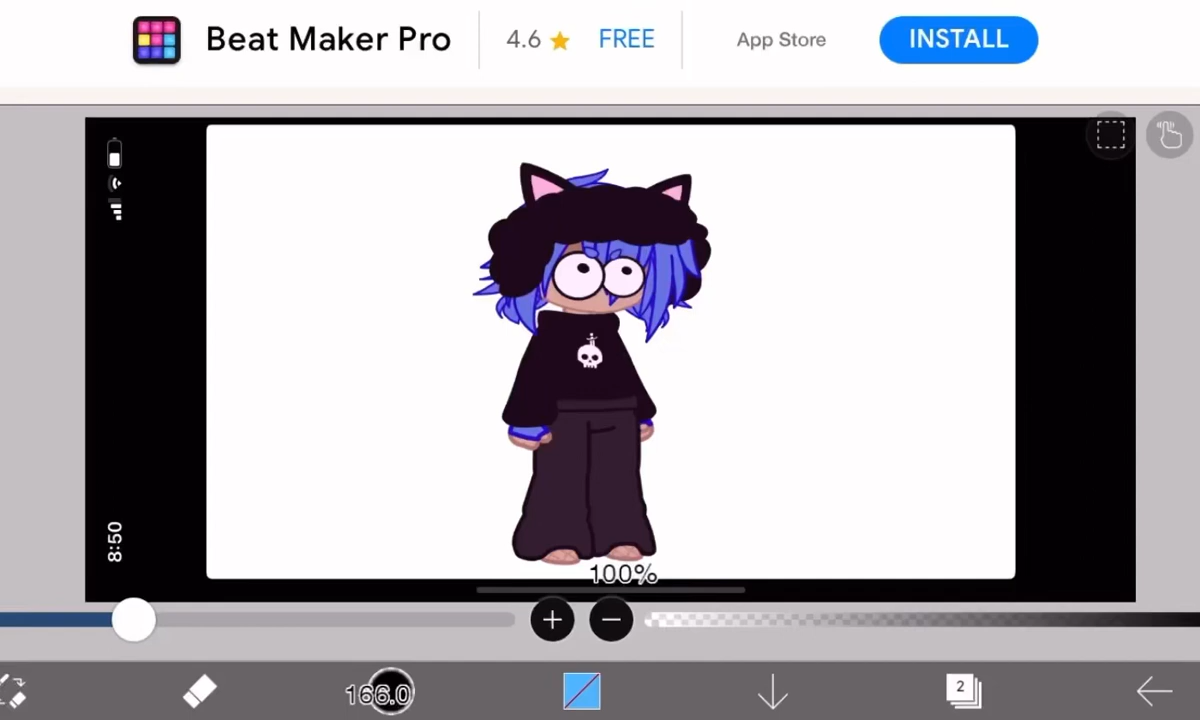 Beat Maker Pro
4.6 FREE
App Store
INSTALL
8:50
100%
166.0
2